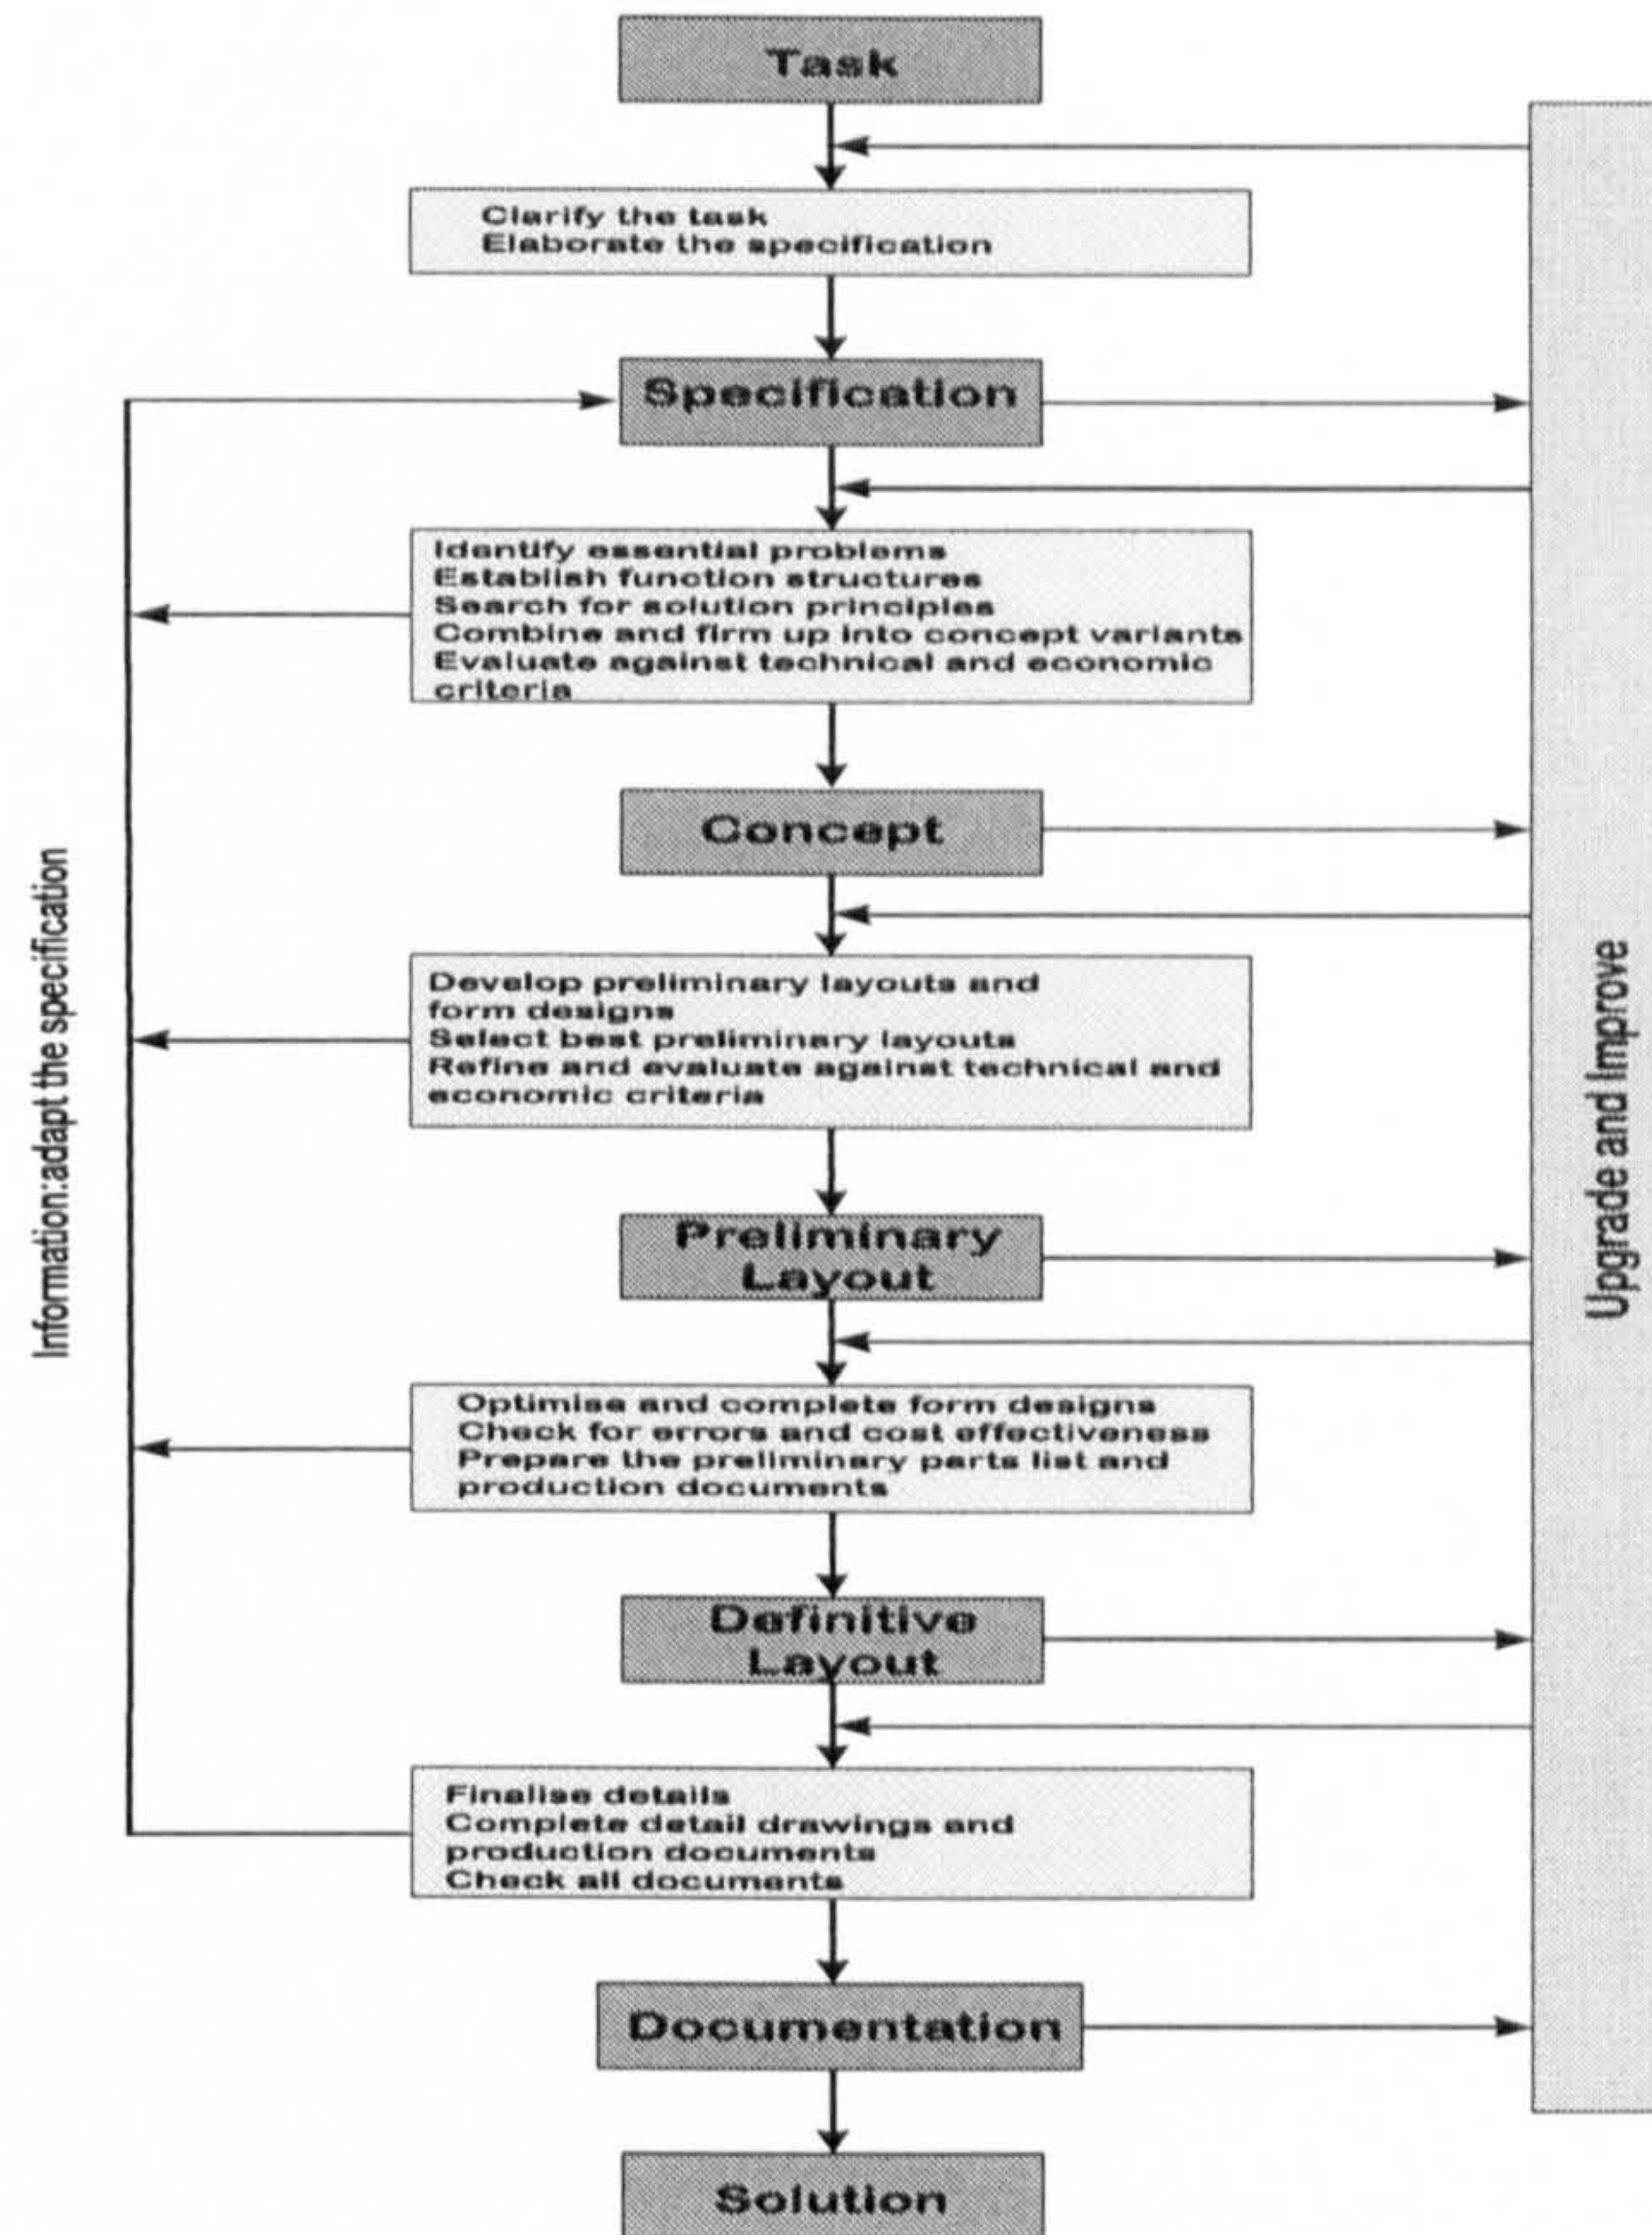 Task
Clarify the task
Elaborate the specification
Specification
Identify essential problems
Establish function structures
Search for solution principles
Combine and firm up into concept variants
Evaluate against technical and economic
criteria
Concept
Develop preliminary layouts and
form designs
Select best preliminary layouts
Refine and evaluate against technical and
economic criteria
Preliminary
Layout
Optimise and complete form designs
Check for errors and cost effectiveness
Prepare the preliminary parts list and
production documents
Definitive
Layout
Finalise details
Complete detail drawings and
production documents
Check all documents
Documentation
Solution
Information:adapt the specification
Upgrade and Improve